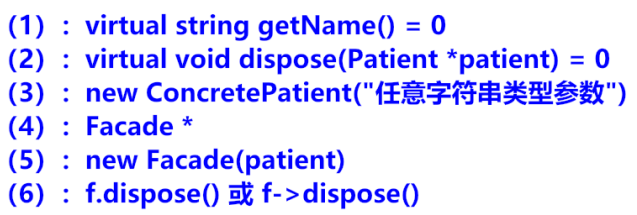 (1) : virtual string getName() = 0
(2) : virtual void dispose(Patient *patient) = 0
(3) : new ConcretePatient("任意字符串类型参数")
(4) : Facade *
(5) : new Facade(patient)
(6) : f.dispose() 或 f->dispose()